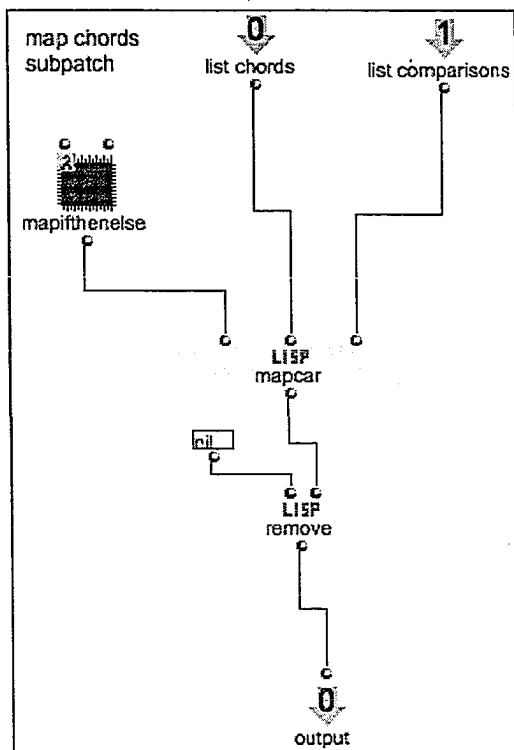 map chords
subpatch
0
list chords
1
list comparisons
λ
mapifthenelse
LISP
mapcar
nil
LISP
remove
0
output